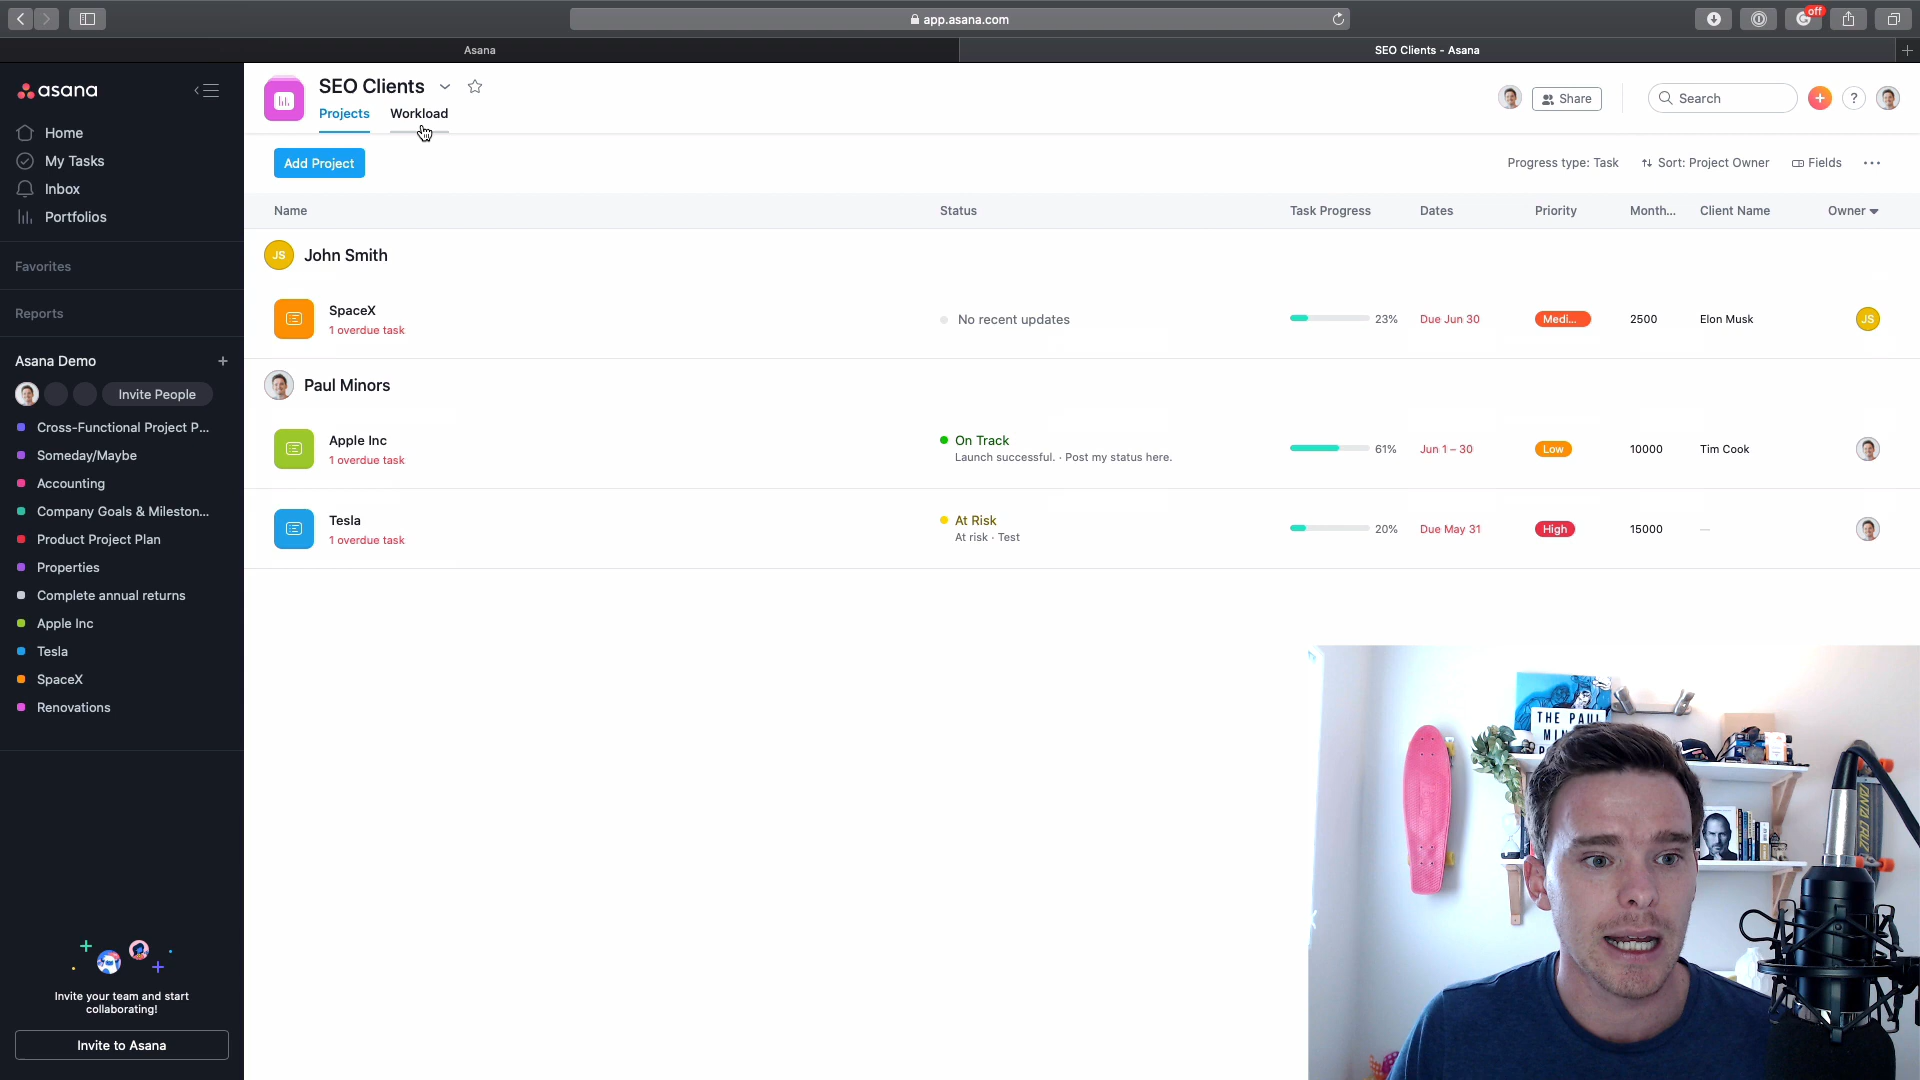 app.asana.com
off
Asana
SEO Clients - Asana
asana
Home
My Tasks
Inbox
Portfolios
Favorites
Reports
Asana Demo
Invite People
Cross-Functional Project P...
Someday/Maybe
Accounting
Company Goals & Mileston...
Product Project Plan
Properties
Complete annual returns
Apple Inc
Tesla
SpaceX
Renovations
Invite your team and start
collaborating!
Invite to Asana
SEO Clients
Projects
Workload
Share
Search
?
Add Project
Progress type: Task
Sort: Project Owner
Fields
Name
Status
Task Progress
Dates
Priority
Month...
Client Name
Owner
JS
John Smith
SpaceX
1 overdue task
No recent updates
23%
Due Jun 30
Medi...
2500
Elon Musk
JS
Paul Minors
Apple Inc
1 overdue task
On Track
Launch successful. · Post my status here.
61%
Jun 1 – 30
Low
10000
Tim Cook
Tesla
1 overdue task
At Risk
At risk · Test
20%
Due May 31
High
15000
—
THE PAUL
MIN
SANTA CRUZ